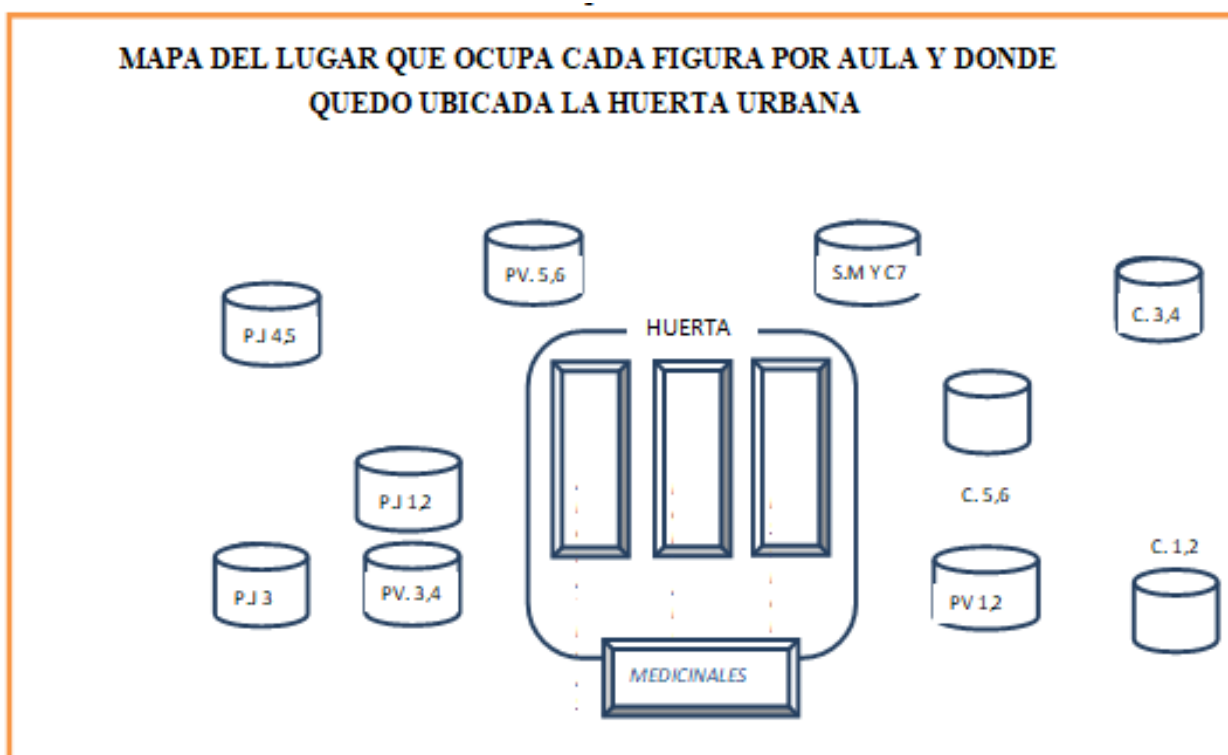 MAPA DEL LUGAR QUE OCUPA CADA FIGURA POR AULA Y DONDE
QUEDO UBICADA LA HUERTA URBANA
PV. 5,6
S.M Y C7
C. 3,4
P.J 4,5
HUERTA
P.J 1,2
C. 5,6
C. 1,2
P.J 3
PV. 3,4
PV 1,2
MEDICINALES